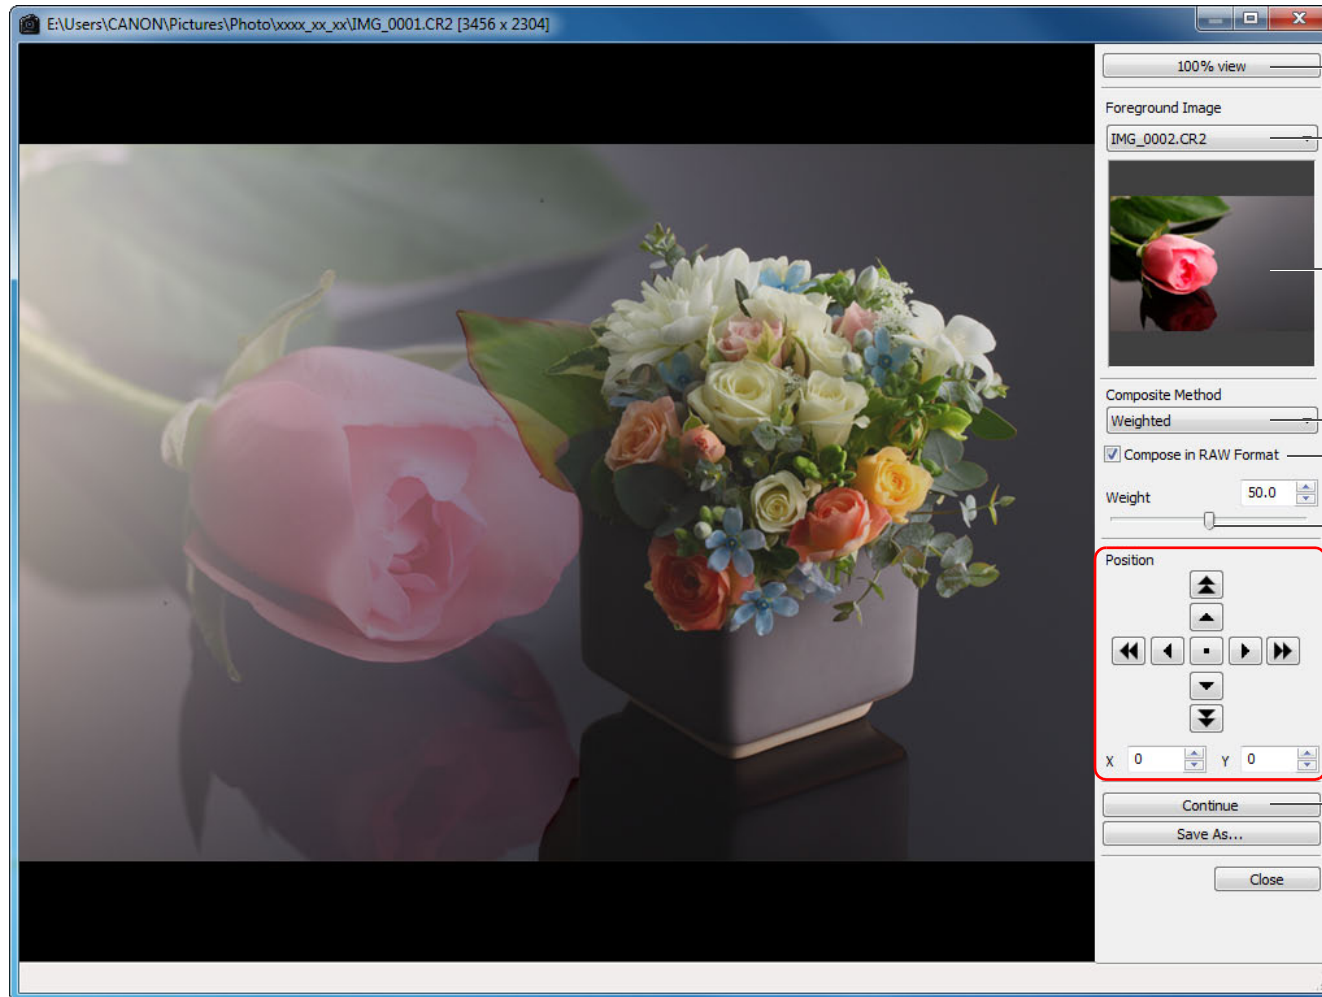 E:\Users\CANON\Pictures\Photo\xxxx_xx_xx\IMG_0001.CR2 [3456 x 2304]
100% view
Foreground Image
IMG_0002.CR2
Composite Method
Weighted
Compose in RAW Format
Weight 50.0
Position
X 0 Y 0
Continue
Save As...
Close